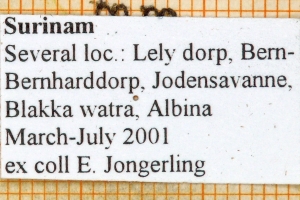 Surinam
Several loc.: Lely dorp, Bern-
Bernharddorp, Jodensavanne,
Blakka watra, Albina
March-July 2001
ex coll E. Jongerling